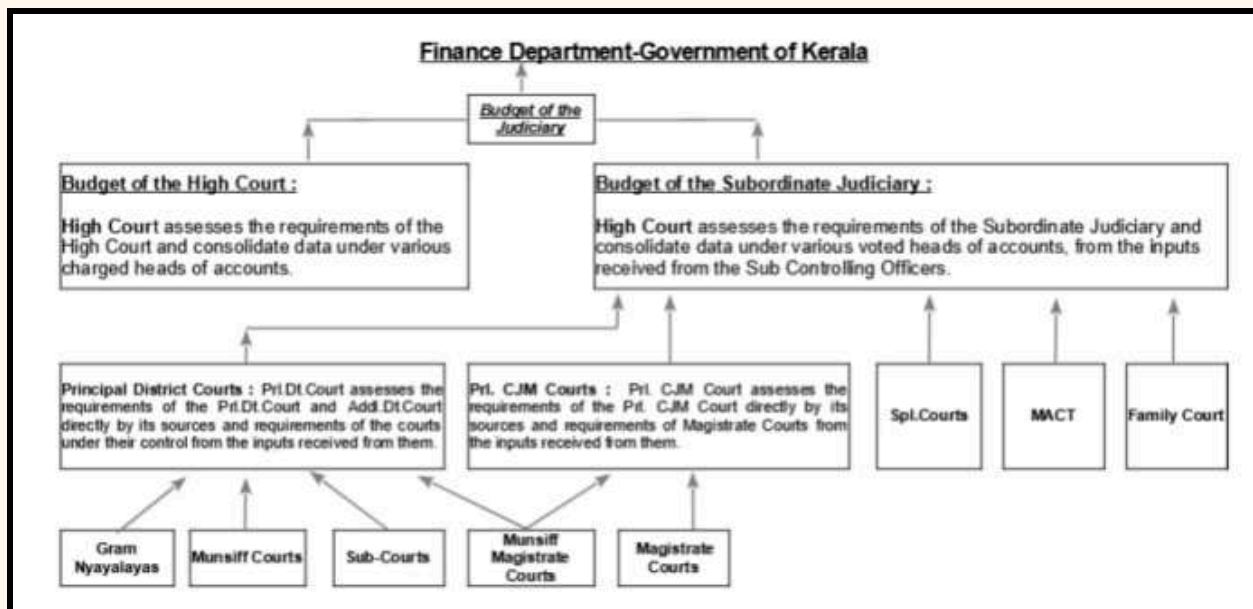 Finance Department-Government of Kerala
Budget of the
Judiciary
Budget of the High Court :
High Court assesses the requirements of the
High Court and consolidate data under various
charged heads of accounts.
Budget of the Subordinate Judiciary :
High Court assesses the requirements of the Subordinate Judiciary and
consolidate data under various voted heads of accounts, from the inputs
received from the Sub Controlling Officers.
Principal District Courts : Prl.Dt.Court assesses the
requirements of the Prl.Dt.Court and Addl.Dt.Court
directly by its sources and requirements of the courts
under their control from the inputs received from them.
Prl. CJM Courts : Prl. CJM Court assesses the
requirements of the Prl. CJM Court directly by its
sources and requirements of Magistrate Courts from
the inputs received from them.
Spl.Courts
MACT
Family Court
Gram
Nyayalayas
Munsiff Courts
Sub-Courts
Munsiff
Magistrate
Courts
Magistrate
Courts